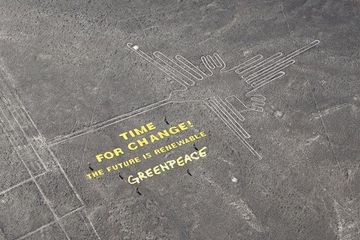 TIME
FOR CHANGE!
THE FUTURE IS RENEWABLE
GREENPEACE